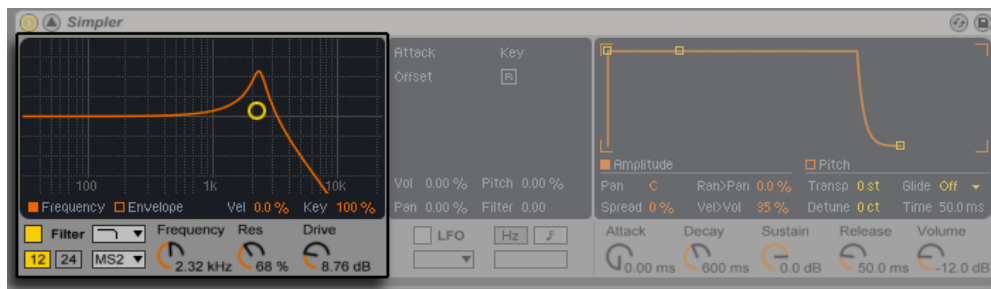 Simpler
Attack Key
Offset R
Amplitude Pitch
100 1k 10k
Vol 0.00 % Pitch 0.00 %
Pan C Ran>Pan 0.0 % Transp 0 st Glide Off
Frequency Envelope Vel 0.0 % Key 100 %
Pan 0.00 % Filter 0.00
Spread 0 % Vel>Vol 35 % Detune 0 ct Time 50.0 ms
Filter Frequency Res Drive
LFO Hz
Attack Decay Sustain Release Volume
12 24 MS2 2.32 kHz 68 % 8.76 dB
0.00 ms 600 ms 0.0 dB 50.0 ms -12.0 dB